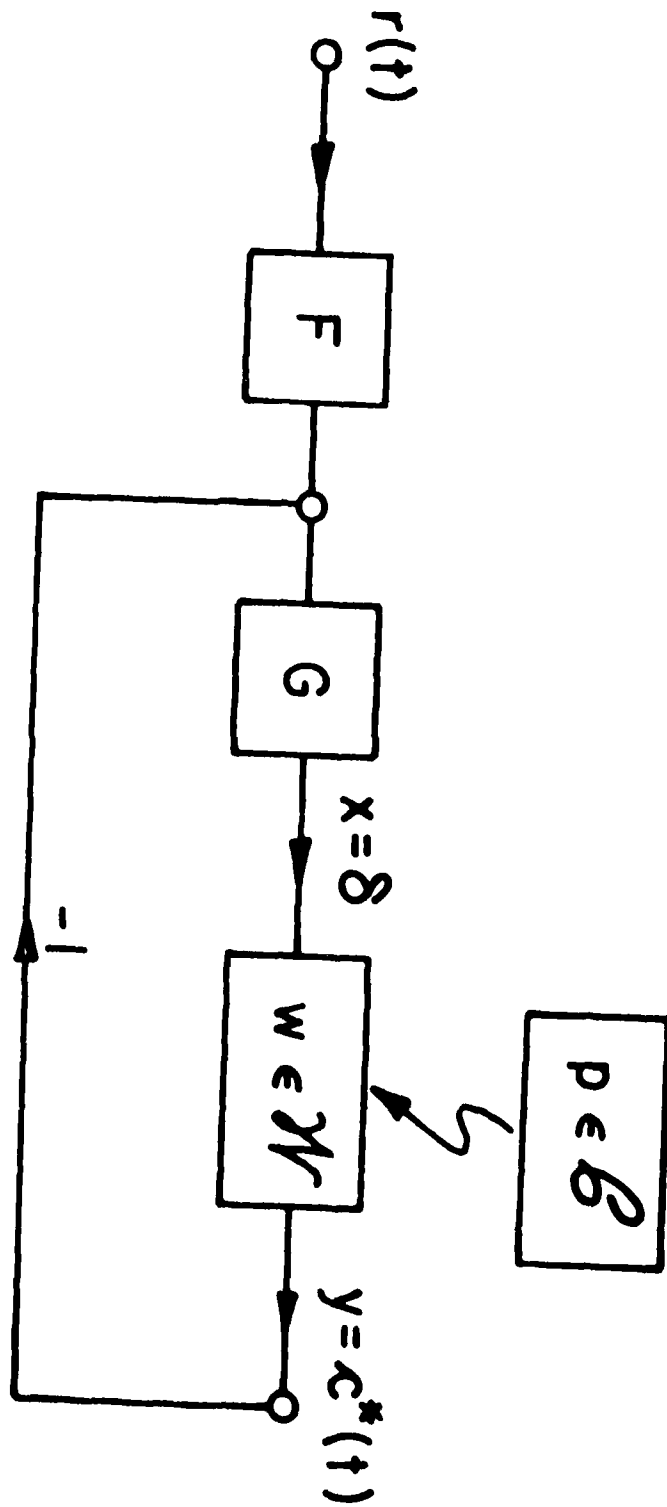 r(t)
F
G
x = δ
w ∈ 𝒲
p ∈ 𝒫
y = c*(t)
-1